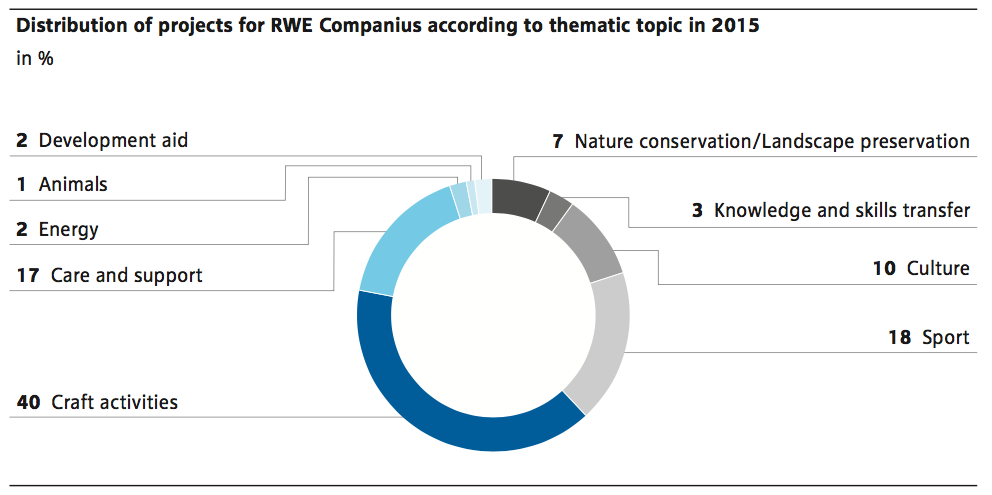 Distribution of projects for RWE Companius according to thematic topic in 2015
in %
2 Development aid
1 Animals
2 Energy
17 Care and support
40 Craft activities
7 Nature conservation/Landscape preservation
3 Knowledge and skills transfer
10 Culture
18 Sport